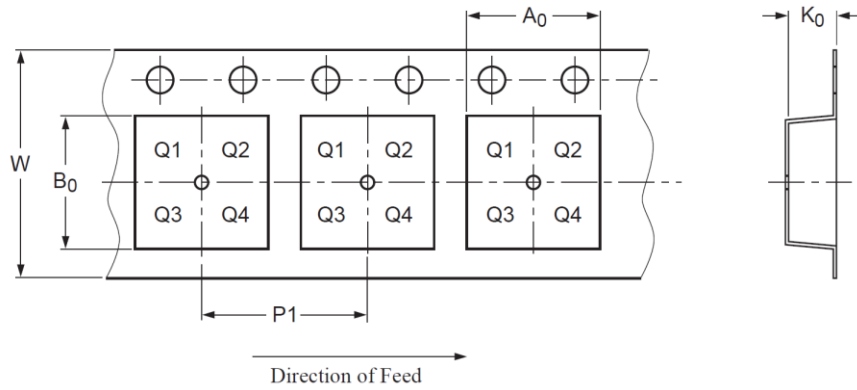 A0
K0
W
B0
Q1 Q2 Q1 Q2 Q1 Q2
Q3 Q4 Q3 Q4 Q3 Q4
P1
Direction of Feed